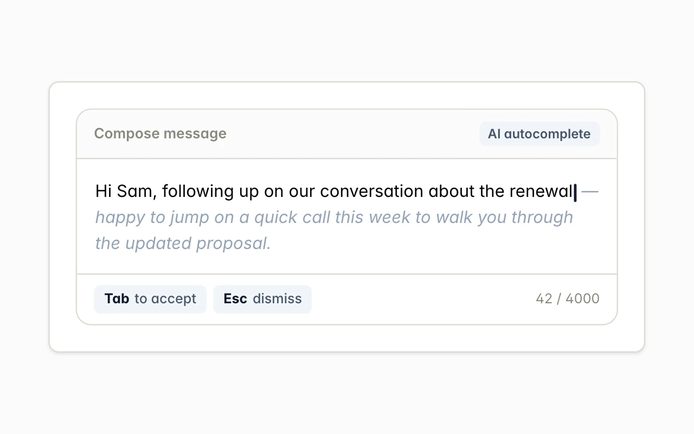 Compose message
AI autocomplete
Hi Sam, following up on our conversation about the renewal —
happy to jump on a quick call this week to walk you through
the updated proposal.
Tab to accept
Esc dismiss
42 / 4000